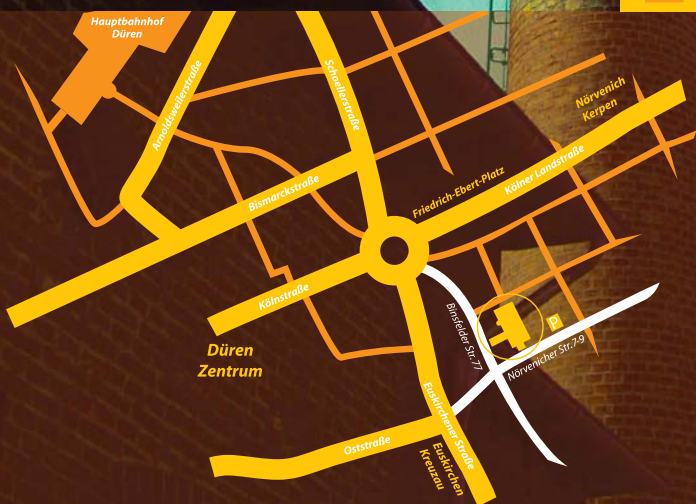 Hauptbahnhof
Düren
Arnoldsweilerstraße
Schoellerstraße
Nörvenich
Kerpen
Bismarckstraße
Friedrich-Ebert-Platz
Kölner Landstraße
Kölnstraße
Düren
Zentrum
Binsfelder Str. 77
P
Nörvenicher Str.7-9
Euskirchener Straße
Oststraße
Euskirchen
Kreuzau